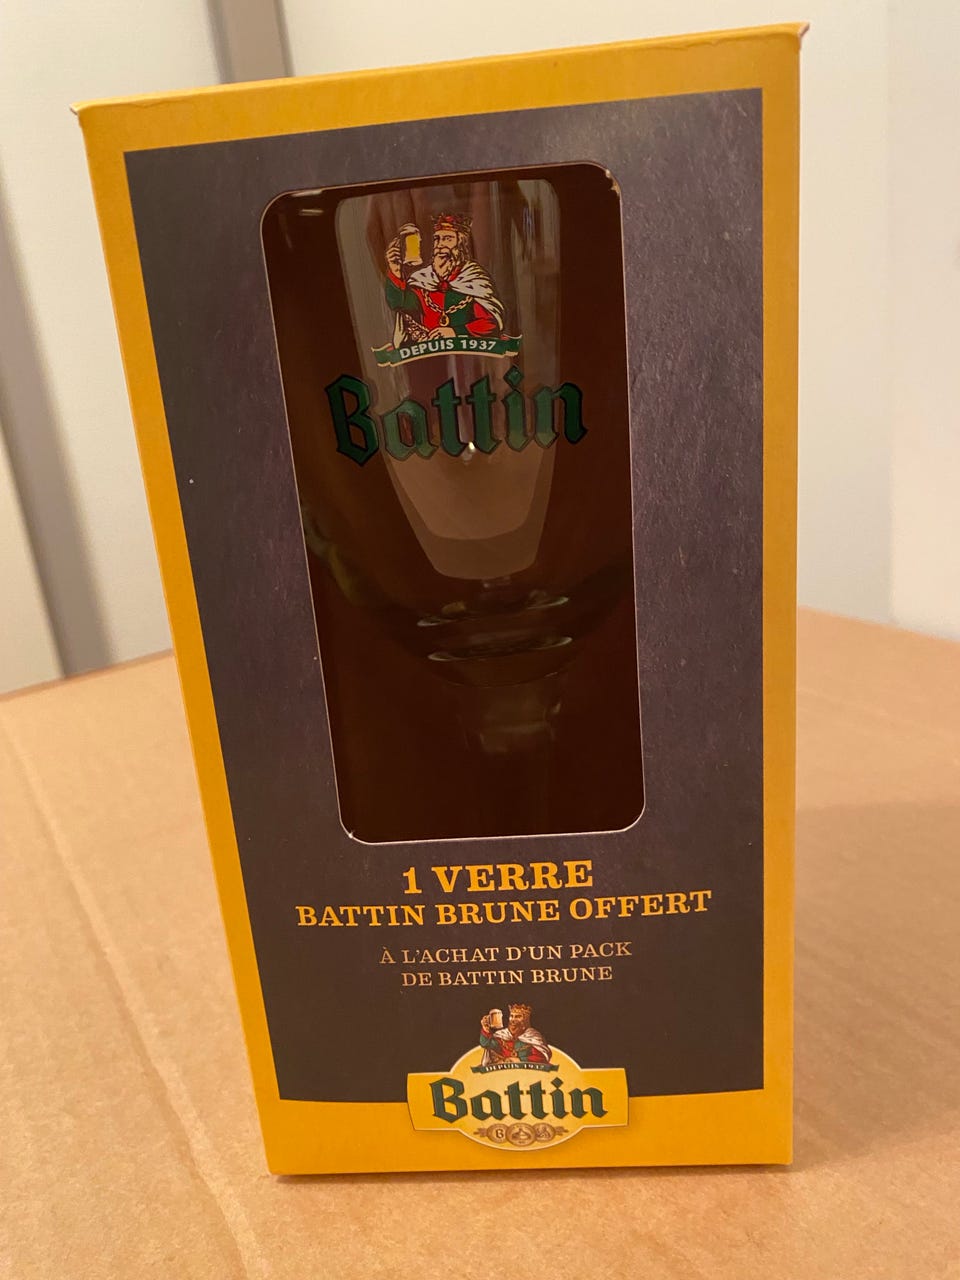 DEPUIS 1937
Battin
1 VERRE
BATTIN BRUNE OFFERT
À L'ACHAT D'UN PACK
DE BATTIN BRUNE
DEPUIS 1937
Battin
B